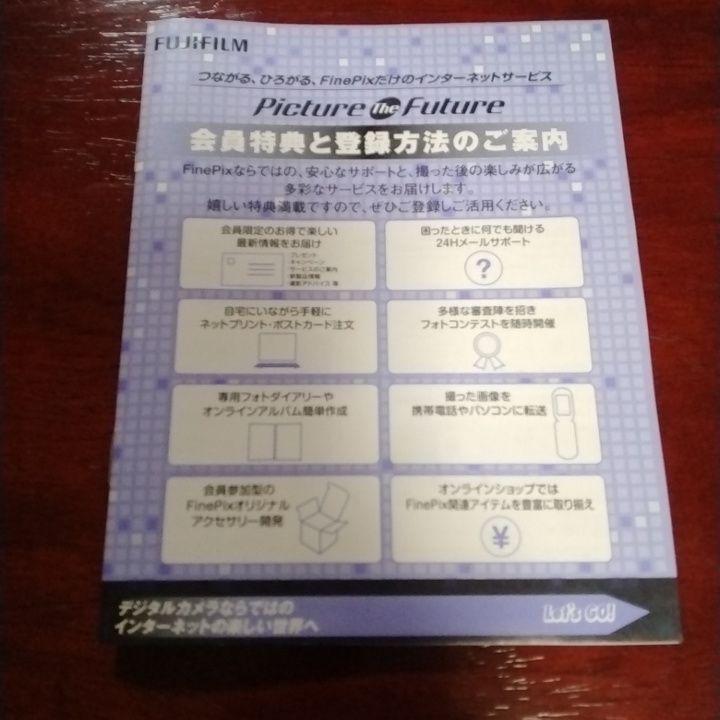 FUJIFILM
つながる、ひろがる、FinePixだけのインターネットサービス
Picture The Future
会員特典と登録方法のご案内
FinePixならではの、安心なサポートと、撮った後の楽しみが広がる
多彩なサービスをお届けします。
嬉しい特典満載ですので、ぜひご登録しご活用ください。
会員限定のお得で楽しい
最新情報をお届け
・プレゼント
・キャンペーン
・サービスのご案内
・新製品情報
・撮影アドバイス 等
困ったときに何でも聞ける
24Hメールサポート
?
自宅にいながら手軽に
ネットプリント・ポストカード注文
多様な審査陣を招き
フォトコンテストを随時開催
専用フォトダイアリーや
オンラインアルバム簡単作成
撮った画像を
携帯電話やパソコンに転送
会員参加型の
FinePixオリジナル
アクセサリー開発
オンラインショップでは
FinePix関連アイテムを豊富に取り揃え
¥
デジタルカメラならではの
インターネットの楽しい世界へ
Let's GO!